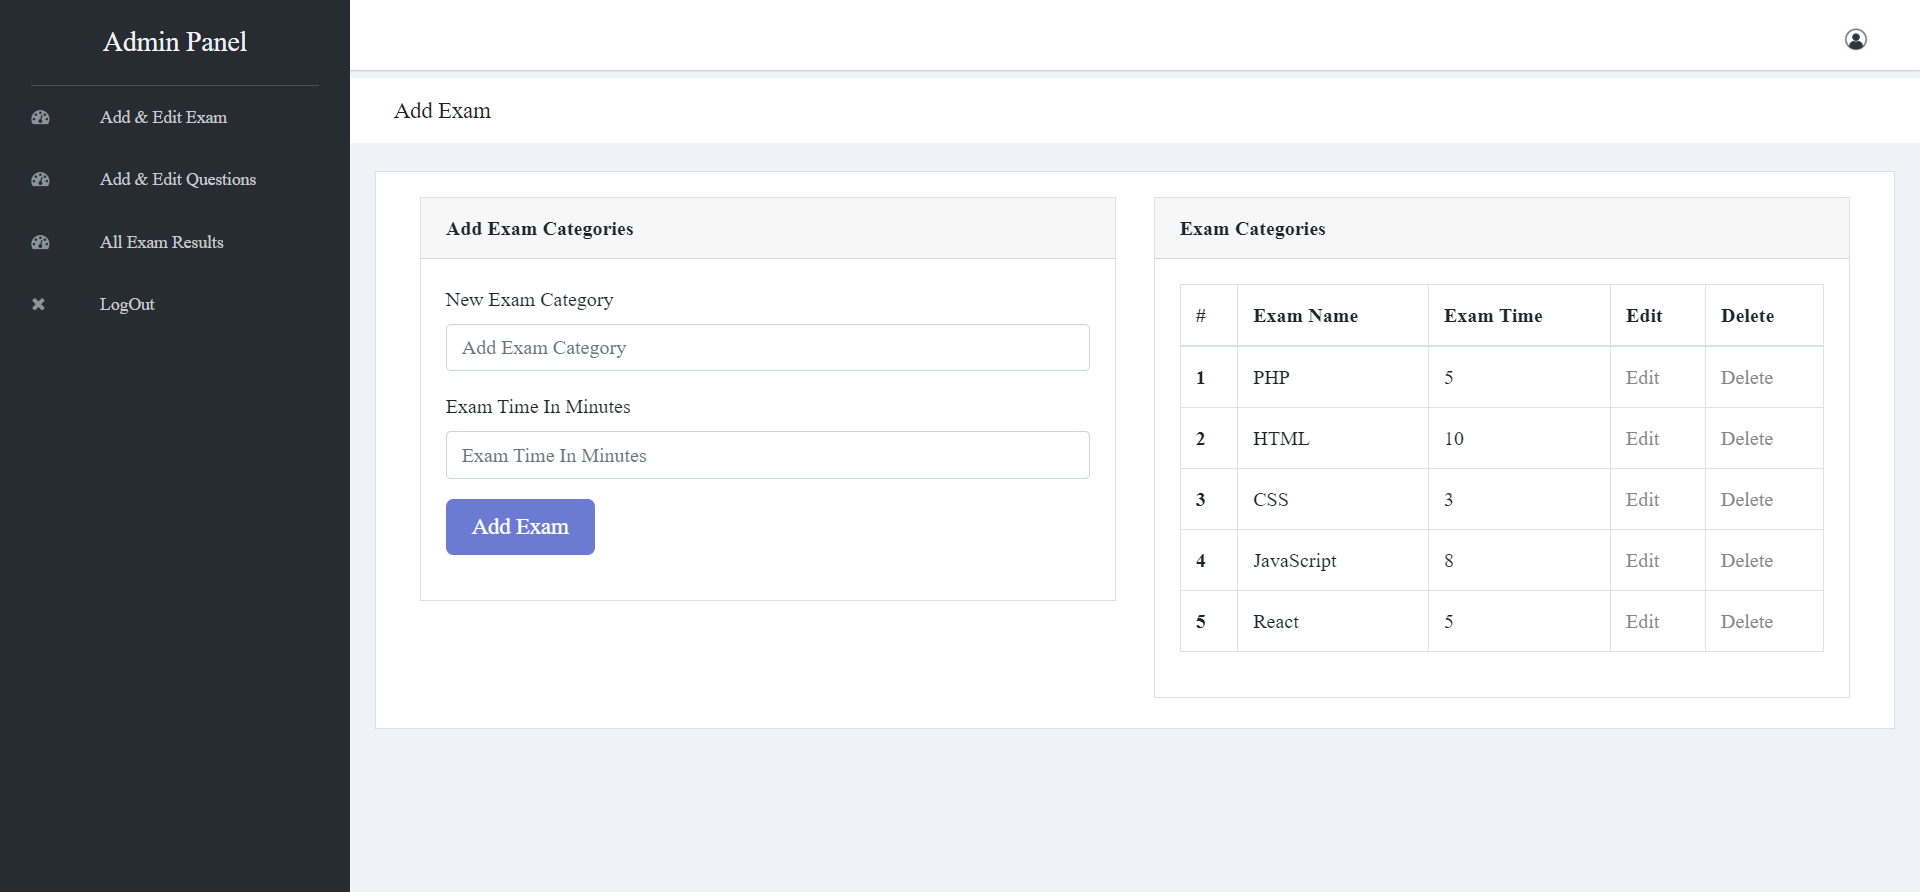 Admin Panel
Add & Edit Exam
Add & Edit Questions
All Exam Results
LogOut
Add Exam
Add Exam Categories
New Exam Category
Add Exam Category
Exam Time In Minutes
Exam Time In Minutes
Add Exam
Exam Categories
# Exam Name Exam Time Edit Delete
1 PHP 5 Edit Delete
2 HTML 10 Edit Delete
3 CSS 3 Edit Delete
4 JavaScript 8 Edit Delete
5 React 5 Edit Delete